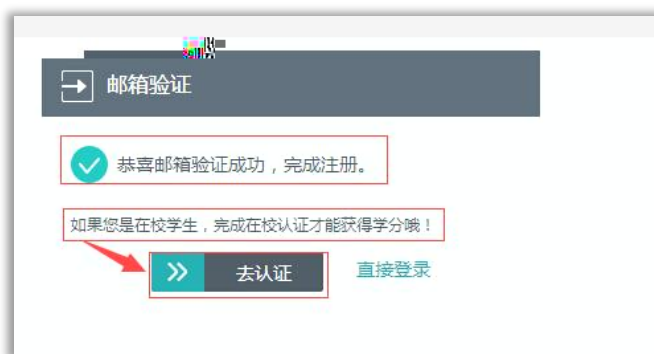 邮箱验证
恭喜邮箱验证成功，完成注册。
如果您是在校学生，完成在校认证才能获得学分哦！
去认证
直接登录